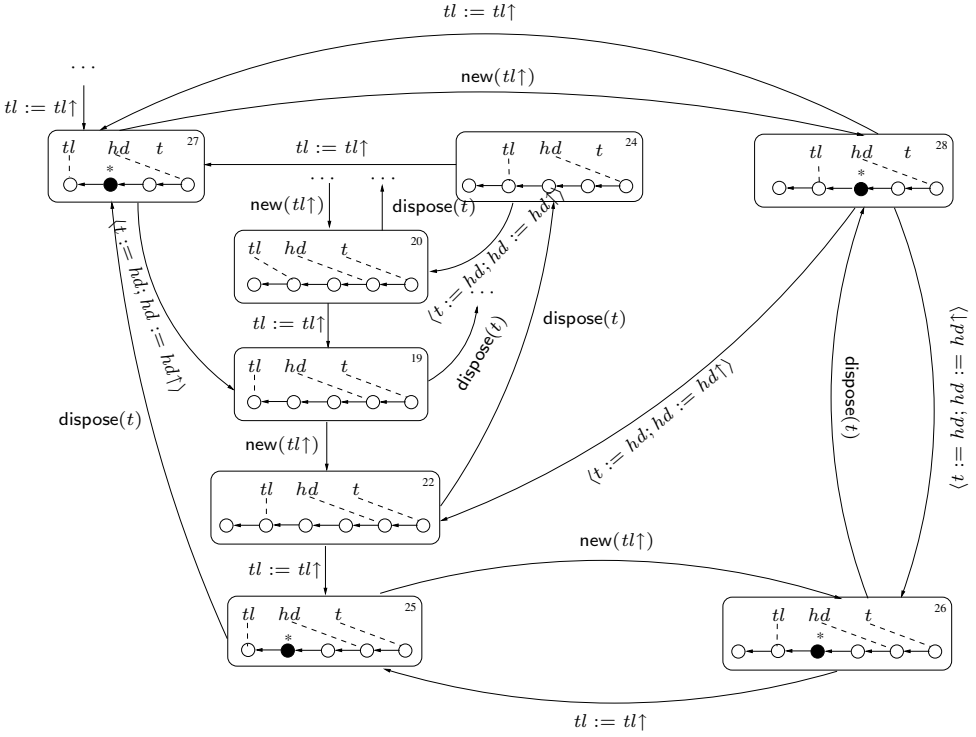 tl := tl↑
...
new(tl↑)
tl := tl↑
27
tl hd t
*
tl := tl↑
24
tl hd t
28
tl hd t
*
... ...
new(tl↑)
dispose(t)
20
tl hd t
⟨t := hd; hd := hd↑⟩
⟨t := hd; hd := hd↑⟩
...
tl := tl↑
dispose(t)
dispose(t)
19
tl hd t
dispose(t)
⟨t := hd; hd := hd↑⟩
⟨t := hd; hd := hd↑⟩
dispose(t)
new(tl↑)
22
tl hd t
tl := tl↑
new(tl↑)
25
tl hd t
*
26
tl hd t
*
tl := tl↑